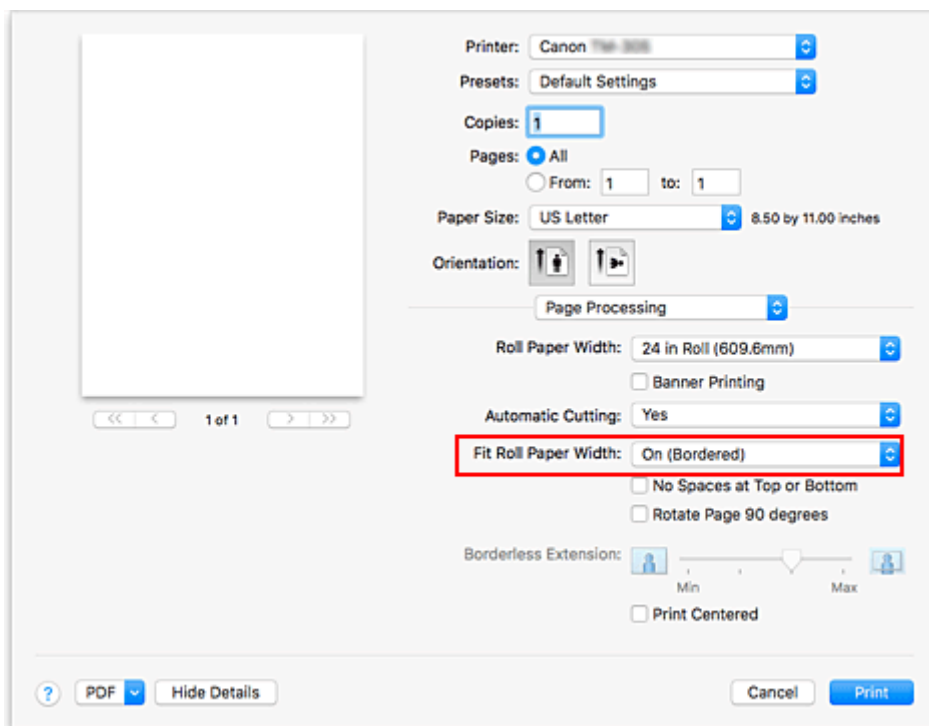 Printer: Canon
Presets: Default Settings
Copies: 1
Pages: All
From: 1 to: 1
Paper Size: US Letter 8.50 by 11.00 inches
Orientation:
Page Processing
Roll Paper Width: 24 in Roll (609.6mm)
Banner Printing
1 of 1
Automatic Cutting: Yes
Fit Roll Paper Width: On (Bordered)
No Spaces at Top or Bottom
Rotate Page 90 degrees
Borderless Extension:
Min Max
Print Centered
? PDF Hide Details Cancel Print